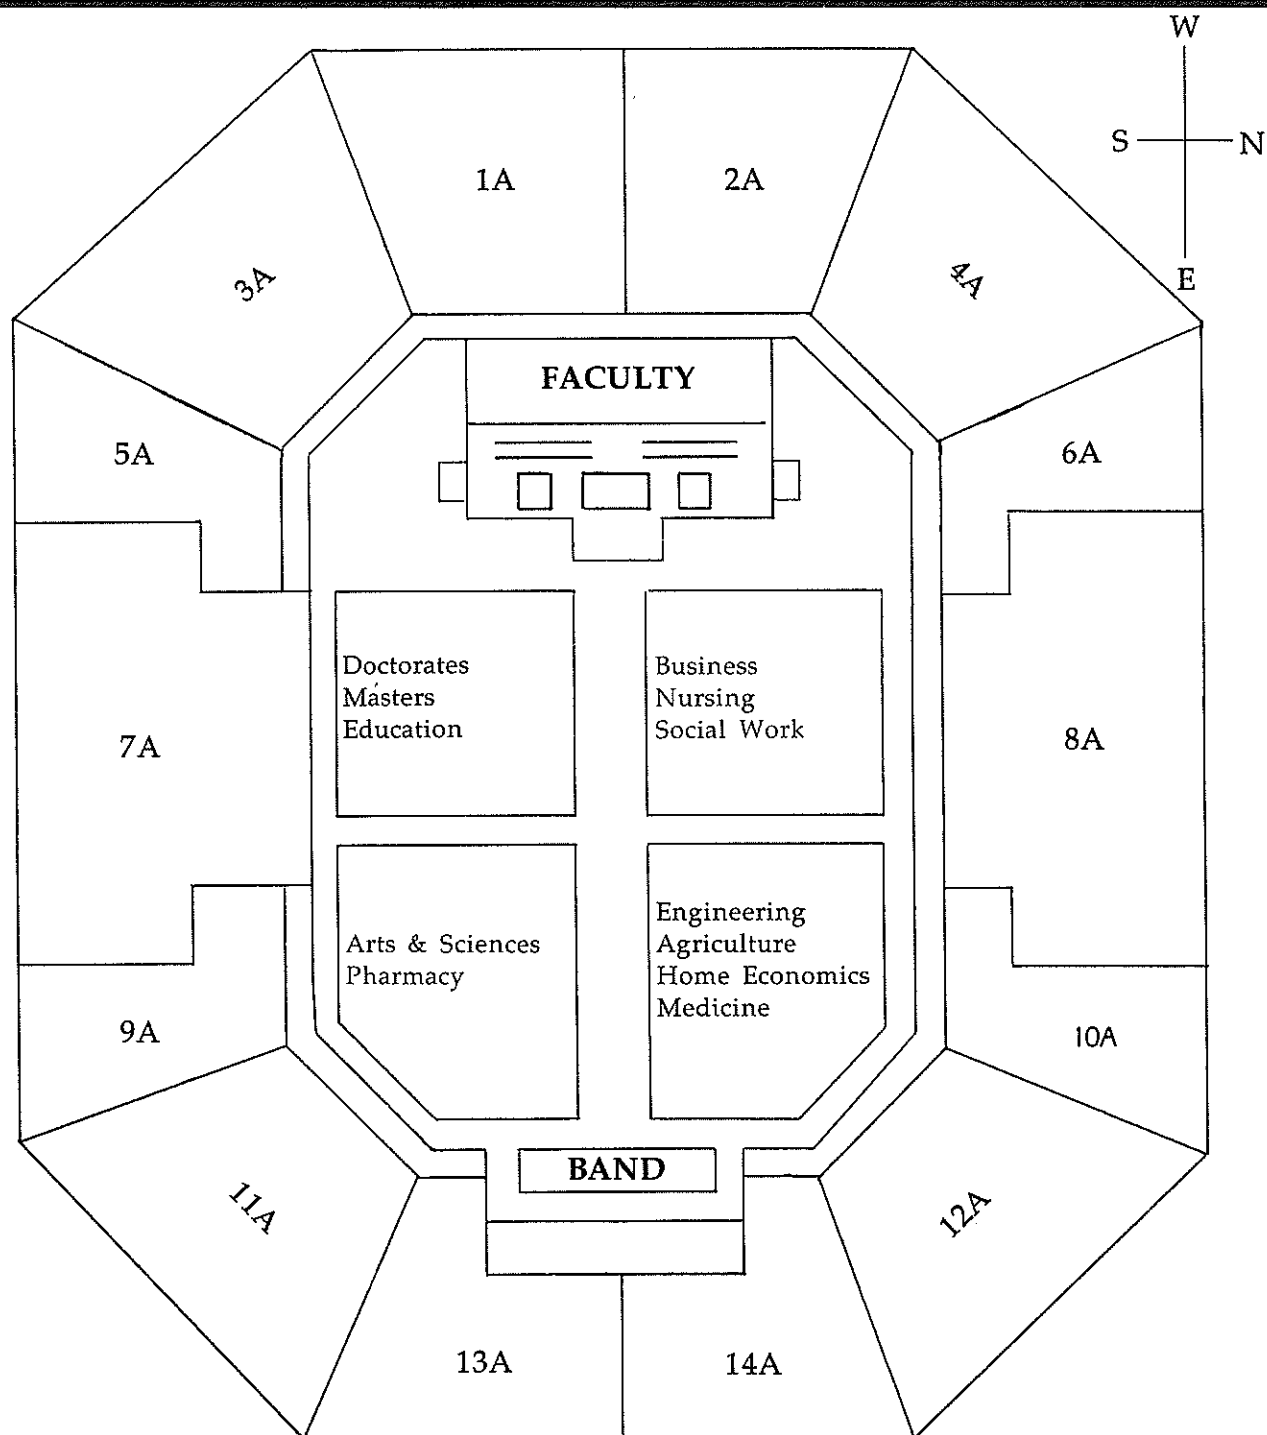 W
S N
E
1A
2A
3A
4A
FACULTY
5A
6A
Doctorates
Masters
Education
Business
Nursing
Social Work
7A
8A
Arts & Sciences
Pharmacy
Engineering
Agriculture
Home Economics
Medicine
9A
10A
BAND
11A
12A
13A
14A